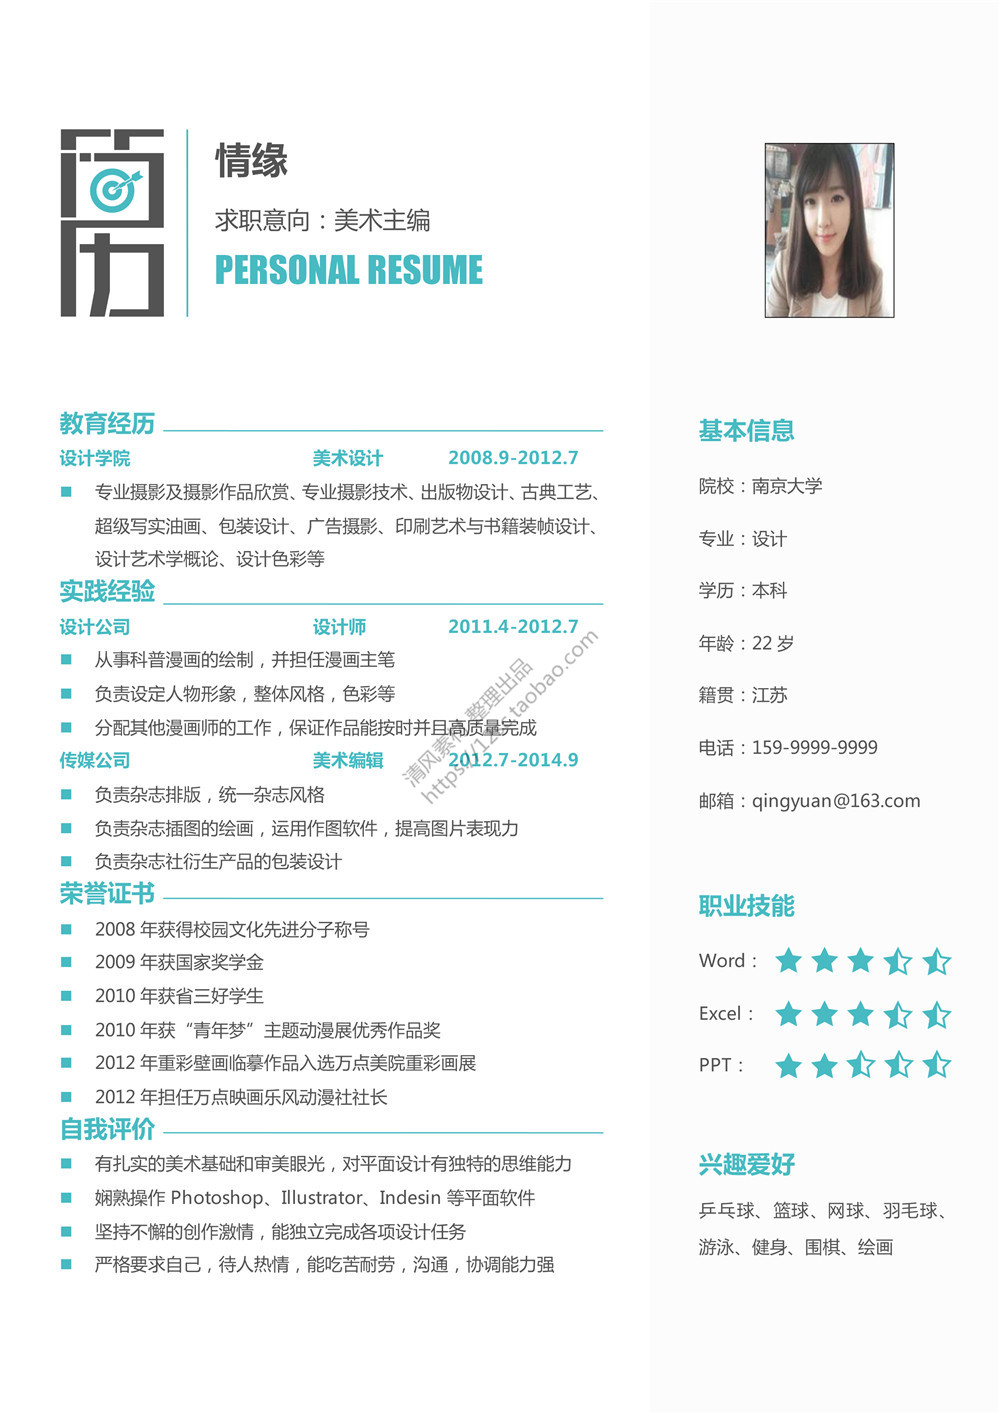 简历
情缘
求职意向：美术主编
PERSONAL RESUME
教育经历
设计学院 美术设计 2008.9-2012.7
专业摄影及摄影作品欣赏、专业摄影技术、出版物设计、古典工艺、
超级写实油画、包装设计、广告摄影、印刷艺术与书籍装帧设计、
设计艺术学概论、设计色彩等
实践经验
设计公司 设计师 2011.4-2012.7
从事科普漫画的绘制，并担任漫画主笔
负责设定人物形象，整体风格，色彩等
分配其他漫画师的工作，保证作品能按时并且高质量完成
传媒公司 美术编辑 2012.7-2014.9
负责杂志排版，统一杂志风格
负责杂志插图的绘画，运用作图软件，提高图片表现力
负责杂志社衍生产品的包装设计
荣誉证书
2008 年获得校园文化先进分子称号
2009 年获国家奖学金
2010 年获省三好学生
2010 年获“青年梦”主题动漫展优秀作品奖
2012 年重彩壁画临摹作品入选万点美院重彩画展
2012 年担任万点映画乐风动漫社社长
自我评价
有扎实的美术基础和审美眼光，对平面设计有独特的思维能力
娴熟操作 Photoshop、Illustrator、Indesin 等平面软件
坚持不懈的创作激情，能独立完成各项设计任务
严格要求自己，待人热情，能吃苦耐劳，沟通，协调能力强
基本信息
院校：南京大学
专业：设计
学历：本科
年龄：22 岁
籍贯：江苏
电话：159-9999-9999
邮箱：qingyuan@163.com
职业技能
Word：
Excel：
PPT：
兴趣爱好
乒乓球、篮球、网球、羽毛球、
游泳、健身、围棋、绘画
清风素材 整理出品